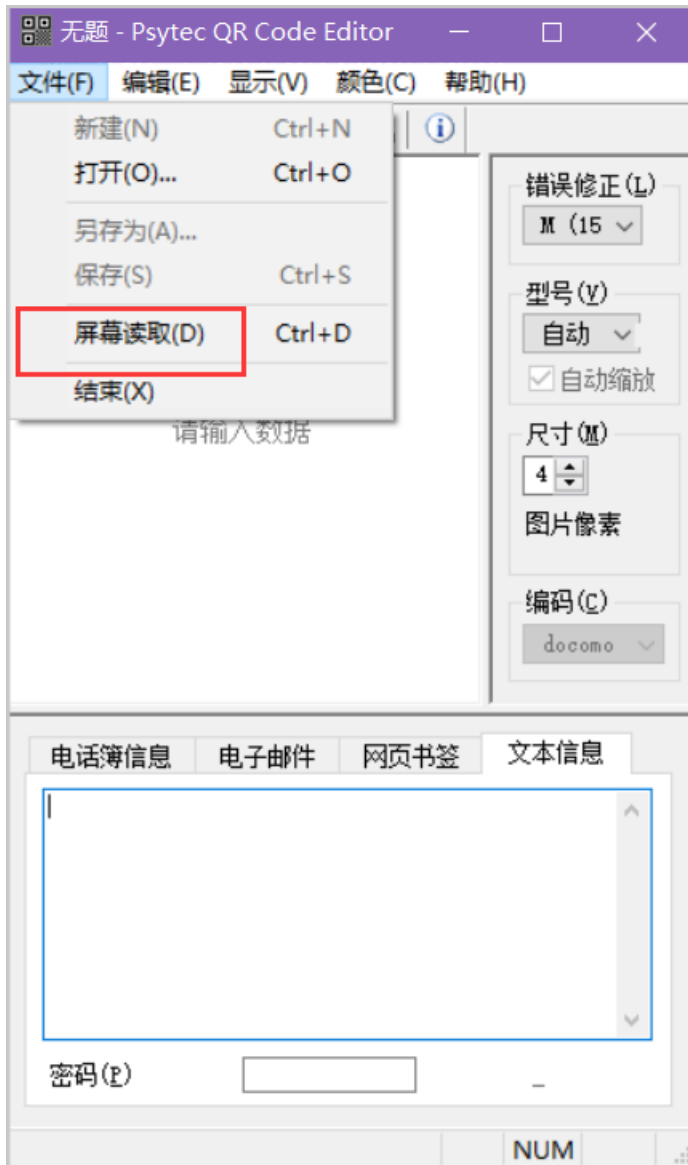 无题 - Psytec QR Code Editor
文件(F) 编辑(E) 显示(V) 颜色(C) 帮助(H)
新建(N) Ctrl+N
打开(O)... Ctrl+O
另存为(A)...
保存(S) Ctrl+S
屏幕读取(D) Ctrl+D
结束(X)
请输入数据
错误修正(L)
M (15
型号(V)
自动
自动缩放
尺寸(M)
4
图片像素
编码(C)
docomo
电话簿信息 电子邮件 网页书签 文本信息
密码(P)
NUM